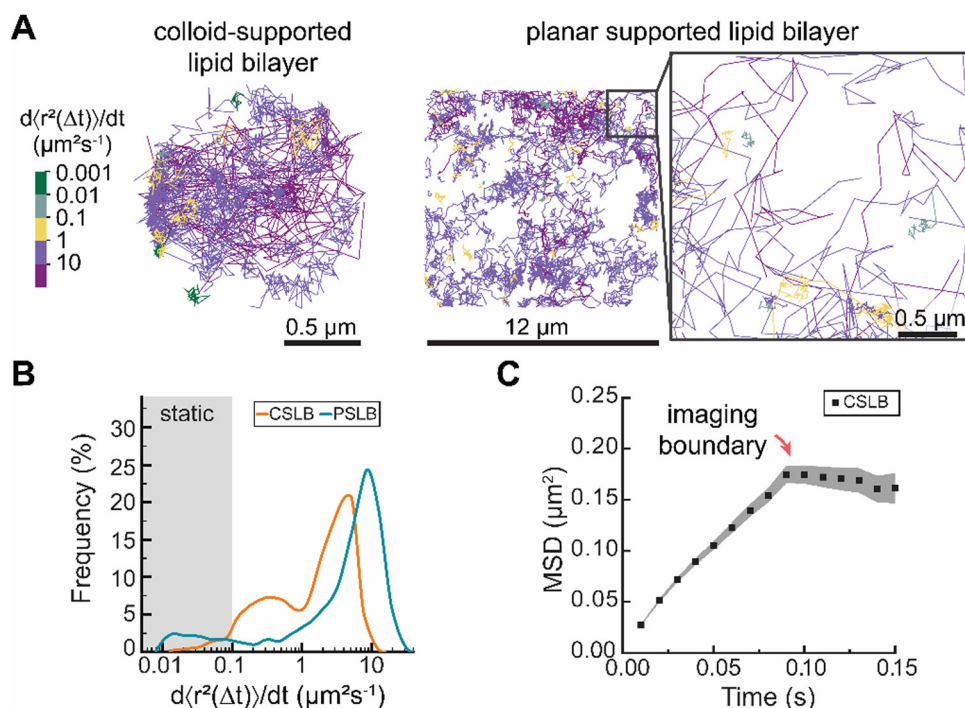 A
colloid-supported
lipid bilayer
planar supported lipid bilayer
d⟨r²(Δt)⟩/dt
(µm²s⁻¹)
0.001
0.01
0.1
1
10
0.5 µm
12 µm
0.5 µm
B
static
CSLB
PSLB
Frequency (%)
30
25
20
15
10
5
0
0.01
0.1
1
10
d⟨r²(Δt)⟩/dt (µm²s⁻¹)
C
CSLB
imaging
boundary
MSD (µm²)
0.25
0.20
0.15
0.10
0.05
0.00
0.00
0.05
0.10
0.15
Time (s)